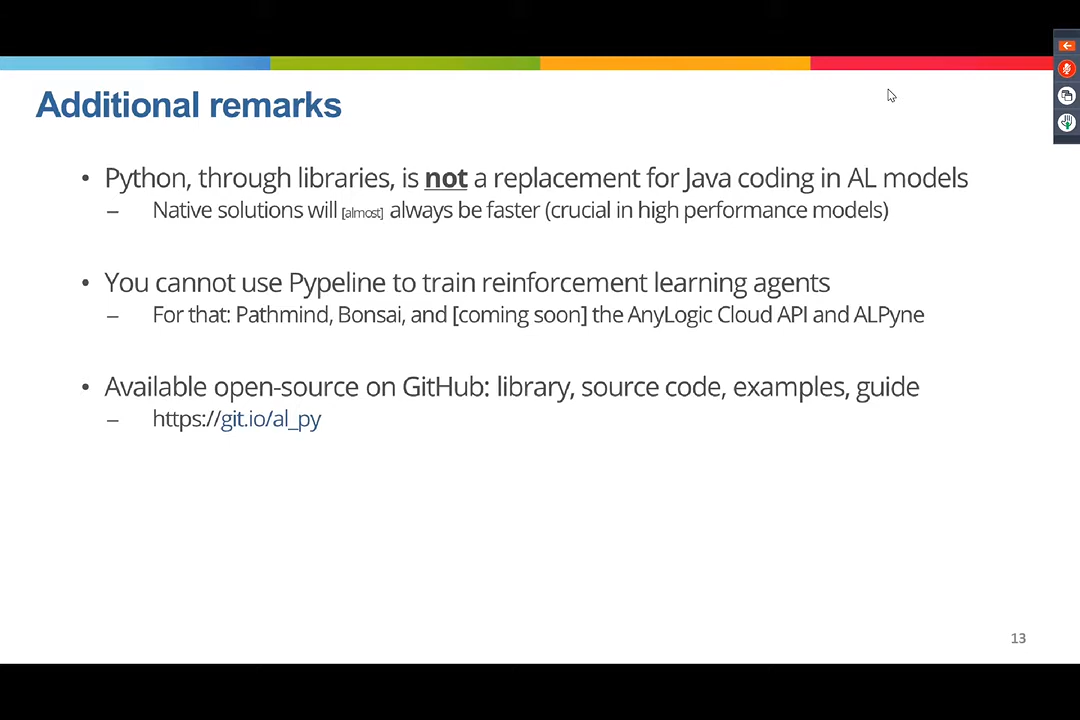 Additional remarks
• Python, through libraries, is not a replacement for Java coding in AL models
– Native solutions will [almost] always be faster (crucial in high performance models)
• You cannot use Pypeline to train reinforcement learning agents
– For that: Pathmind, Bonsai, and [coming soon] the AnyLogic Cloud API and ALPyne
• Available open-source on GitHub: library, source code, examples, guide
– https://git.io/al_py
13